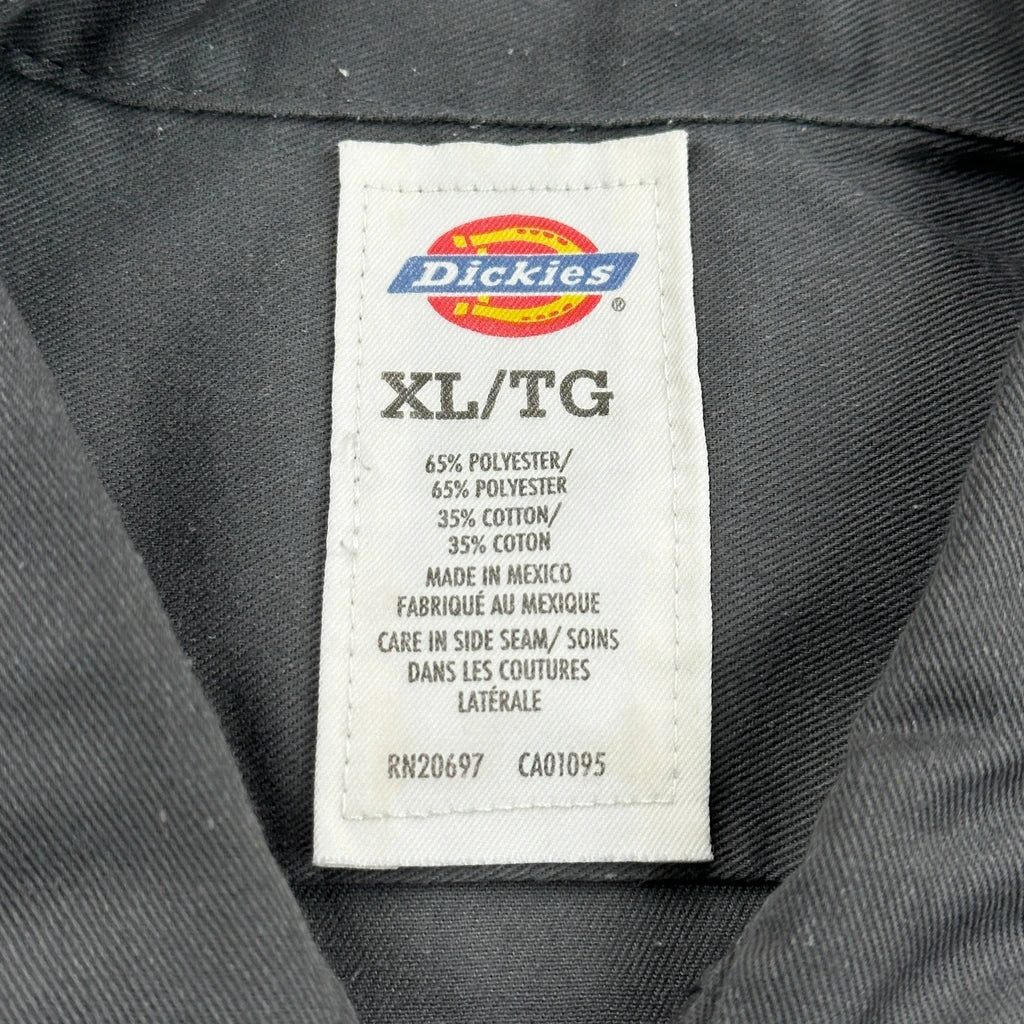 Dickies®
XL/TG
65% POLYESTER/
65% POLYESTER
35% COTTON/
35% COTON
MADE IN MEXICO
FABRIQUÉ AU MEXIQUE
CARE IN SIDE SEAM/ SOINS
DANS LES COUTURES
LATÉRALE
RN20697 CA01095